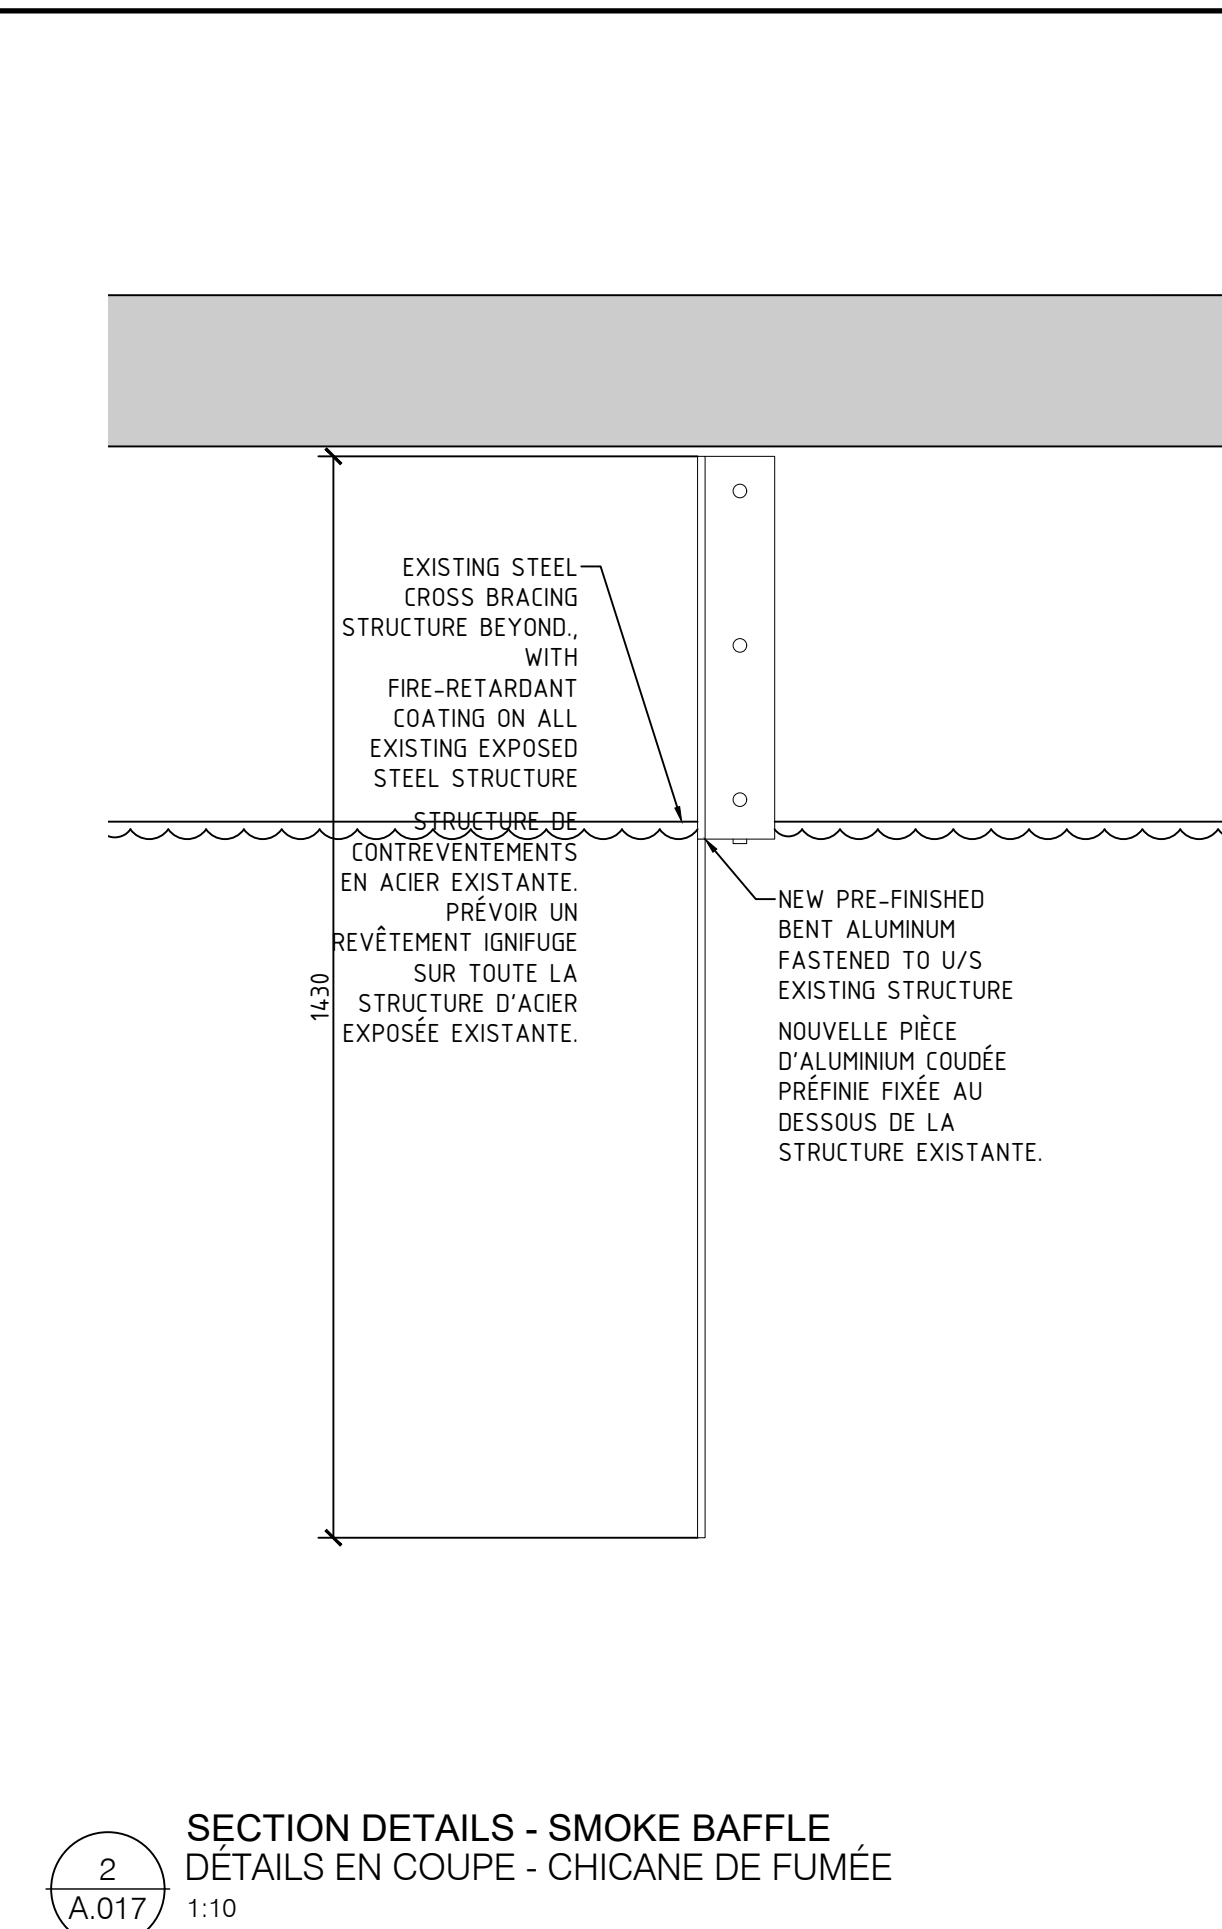 EXISTING STEEL
CROSS BRACING
STRUCTURE BEYOND.,
WITH
FIRE-RETARDANT
COATING ON ALL
EXISTING EXPOSED
STEEL STRUCTURE
STRUCTURE DE
CONTREVENTEMENTS
EN ACIER EXISTANTE.
PRÉVOIR UN
REVÊTEMENT IGNIFUGE
SUR TOUTE LA
STRUCTURE D'ACIER
EXPOSÉE EXISTANTE.
1430
NEW PRE-FINISHED
BENT ALUMINUM
FASTENED TO U/S
EXISTING STRUCTURE
NOUVELLE PIÈCE
D'ALUMINIUM COUDÉE
PRÉFINIE FIXÉE AU
DESSOUS DE LA
STRUCTURE EXISTANTE.
SECTION DETAILS - SMOKE BAFFLE
DÉTAILS EN COUPE - CHICANE DE FUMÉE
1:10
2
A.017